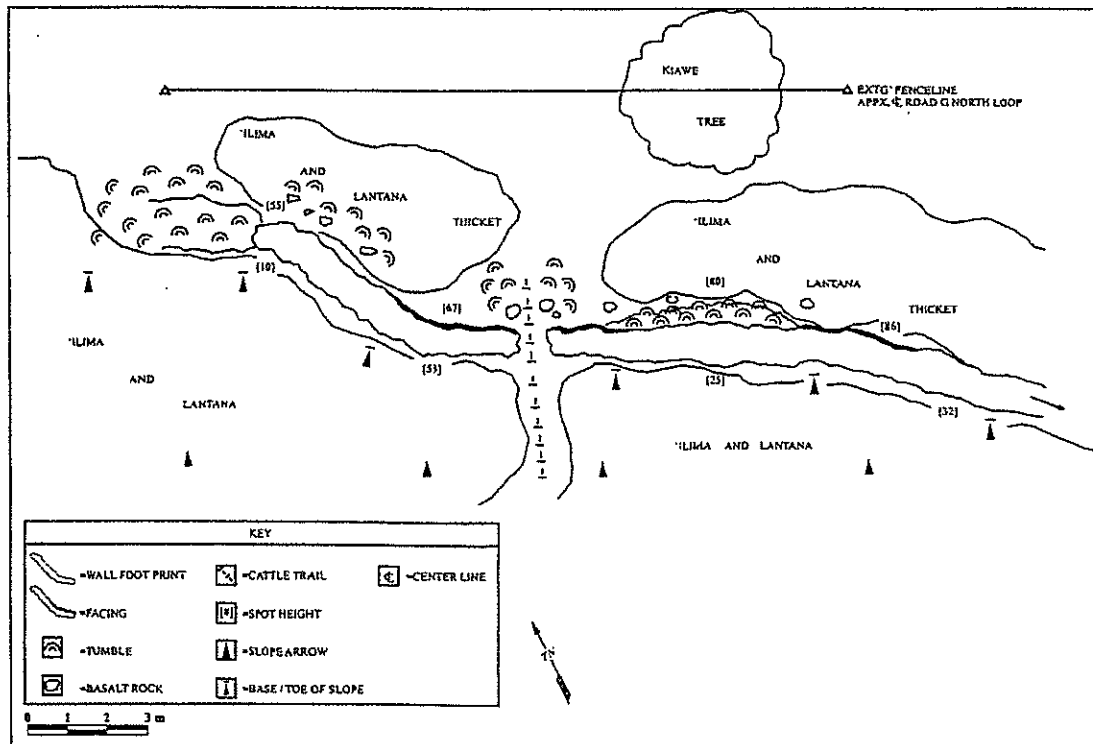 KIAWE
TREE
EXTG' FENCELINE
APPX. ℄ ROAD G NORTH LOOP
'ILIMA
AND
LANTANA
THICKET
[55]
'ILIMA
AND
LANTANA
THICKET
[10]
[67]
[80]
[86]
'ILIMA
AND
LANTANA
[53]
[25]
[32]
'ILIMA AND LANTANA
KEY
=WALL FOOT PRINT
=CATTLE TRAIL
℄ =CENTER LINE
=FACING
[#] =SPOT HEIGHT
=TUMBLE
=SLOPE ARROW
=BASALT ROCK
=BASE / TOE OF SLOPE
0 1 2 3 m